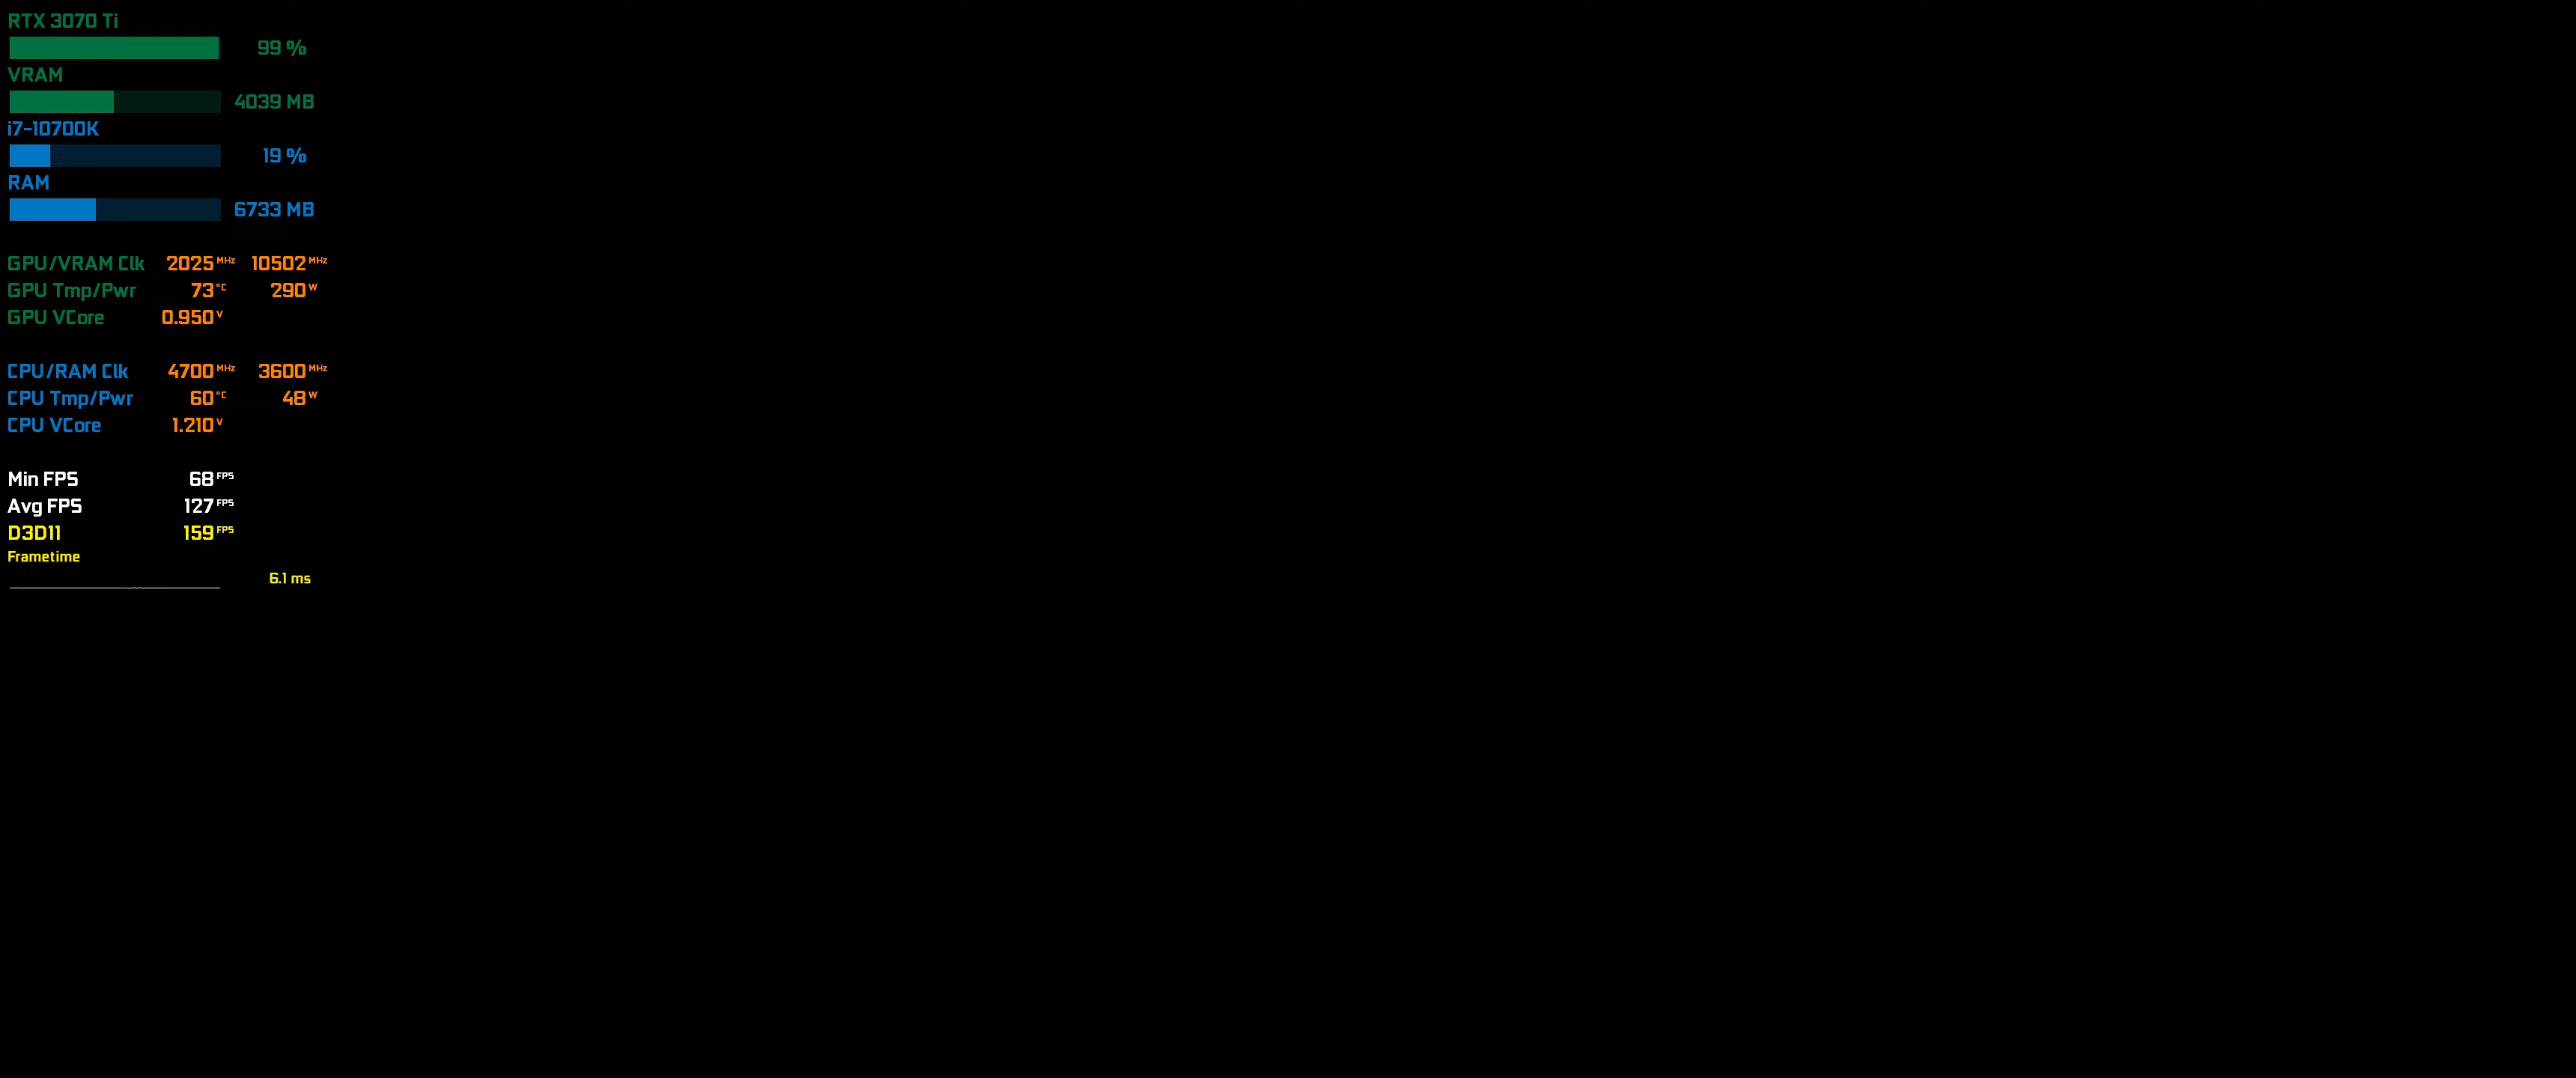 RTX 3070 Ti
99 %
VRAM
4039 MB
i7-10700K
19 %
RAM
6733 MB
GPU/VRAM Clk 2025 MHz 10502 MHz
GPU Tmp/Pwr 73 °C 290 W
GPU VCore 0.950 V
CPU/RAM Clk 4700 MHz 3600 MHz
CPU Tmp/Pwr 60 °C 48 W
CPU VCore 1.210 V
Min FPS 68 FPS
Avg FPS 127 FPS
D3D11 159 FPS
Frametime
6.1 ms